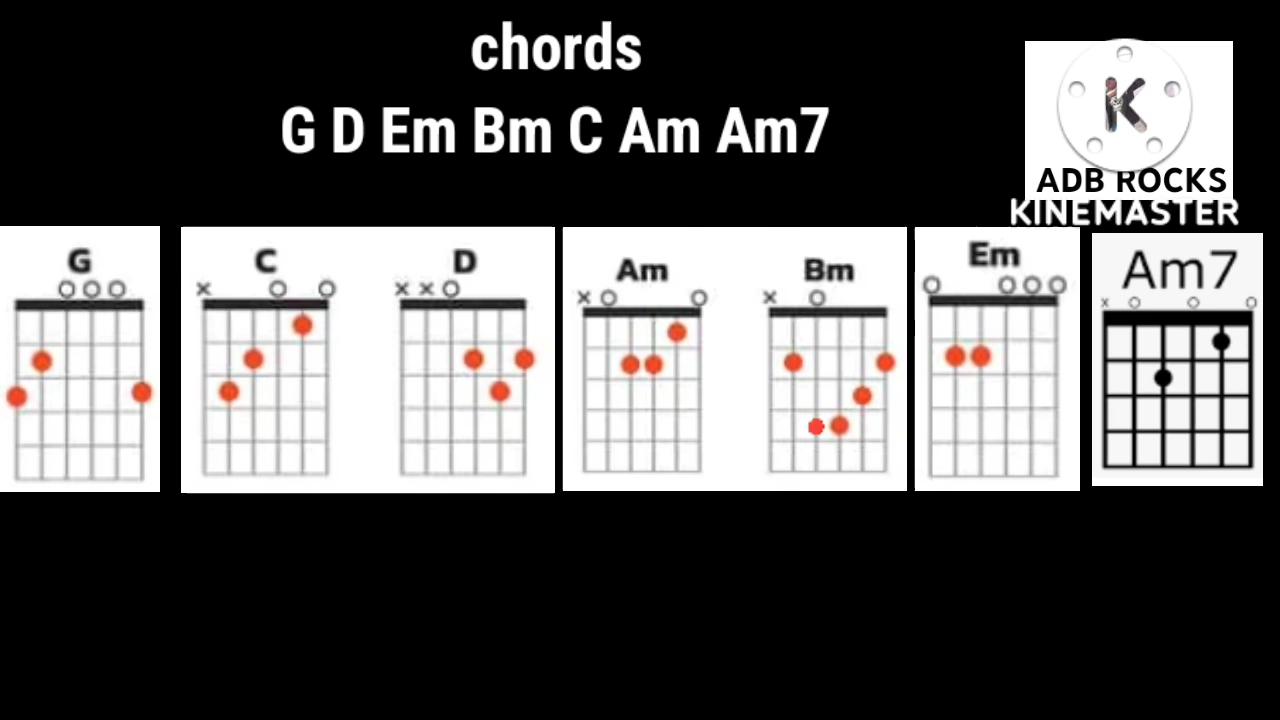 chords
G D Em Bm C Am Am7
K
ADB ROCKS
KINEMASTER
G
C
D
Am
Bm
Em
Am7